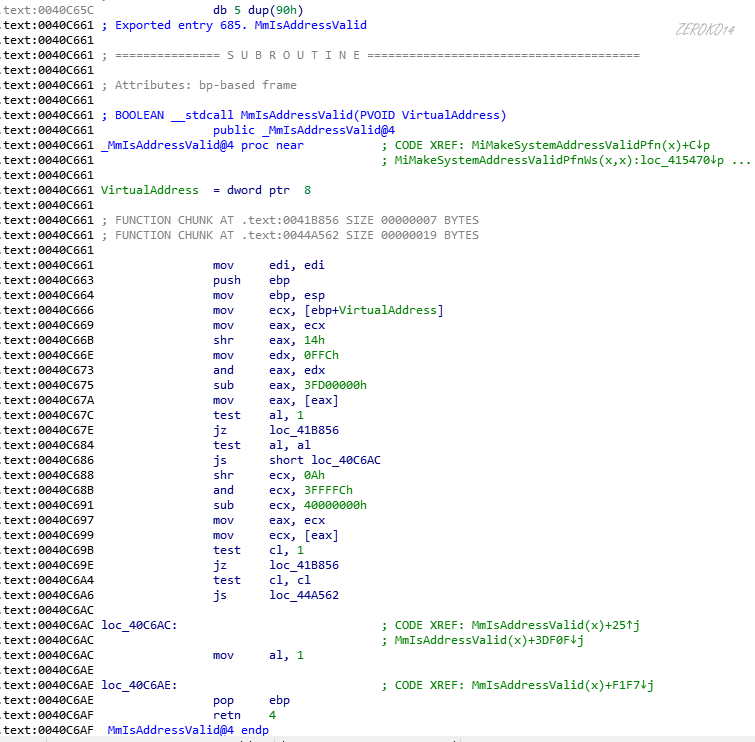 .text:0040C65C db 5 dup(90h)
.text:0040C661 ; Exported entry 685. MmIsAddressValid
ZEROKO14
.text:0040C661
.text:0040C661 ; =============== S U B R O U T I N E =======================================
.text:0040C661
.text:0040C661 ; Attributes: bp-based frame
.text:0040C661
.text:0040C661 ; BOOLEAN __stdcall MmIsAddressValid(PVOID VirtualAddress)
.text:0040C661 public _MmIsAddressValid@4
.text:0040C661 _MmIsAddressValid@4 proc near ; CODE XREF: MiMakeSystemAddressValidPfn(x)+C↓p
.text:0040C661 ; MiMakeSystemAddressValidPfnWs(x,x):loc_415470↓p ...
.text:0040C661
.text:0040C661 VirtualAddress = dword ptr 8
.text:0040C661
.text:0040C661 ; FUNCTION CHUNK AT .text:0041B856 SIZE 00000007 BYTES
.text:0040C661 ; FUNCTION CHUNK AT .text:0044A562 SIZE 00000019 BYTES
.text:0040C661
.text:0040C661 mov edi, edi
.text:0040C663 push ebp
.text:0040C664 mov ebp, esp
.text:0040C666 mov ecx, [ebp+VirtualAddress]
.text:0040C669 mov eax, ecx
.text:0040C66B shr eax, 14h
.text:0040C66E mov edx, 0FFCh
.text:0040C673 and eax, edx
.text:0040C675 sub eax, 3FD00000h
.text:0040C67A mov eax, [eax]
.text:0040C67C test al, 1
.text:0040C67E jz loc_41B856
.text:0040C684 test al, al
.text:0040C686 js short loc_40C6AC
.text:0040C688 shr ecx, 0Ah
.text:0040C68B and ecx, 3FFFFCh
.text:0040C691 sub ecx, 40000000h
.text:0040C697 mov eax, ecx
.text:0040C699 mov ecx, [eax]
.text:0040C69B test cl, 1
.text:0040C69E jz loc_41B856
.text:0040C6A4 test cl, cl
.text:0040C6A6 js loc_44A562
.text:0040C6AC
.text:0040C6AC loc_40C6AC: ; CODE XREF: MmIsAddressValid(x)+25↑j
.text:0040C6AC ; MmIsAddressValid(x)+3DF0F↓j
.text:0040C6AC mov al, 1
.text:0040C6AE
.text:0040C6AE loc_40C6AE: ; CODE XREF: MmIsAddressValid(x)+F1F7↓j
.text:0040C6AE pop ebp
.text:0040C6AF retn 4
.text:0040C6AF _MmIsAddressValid@4 endp